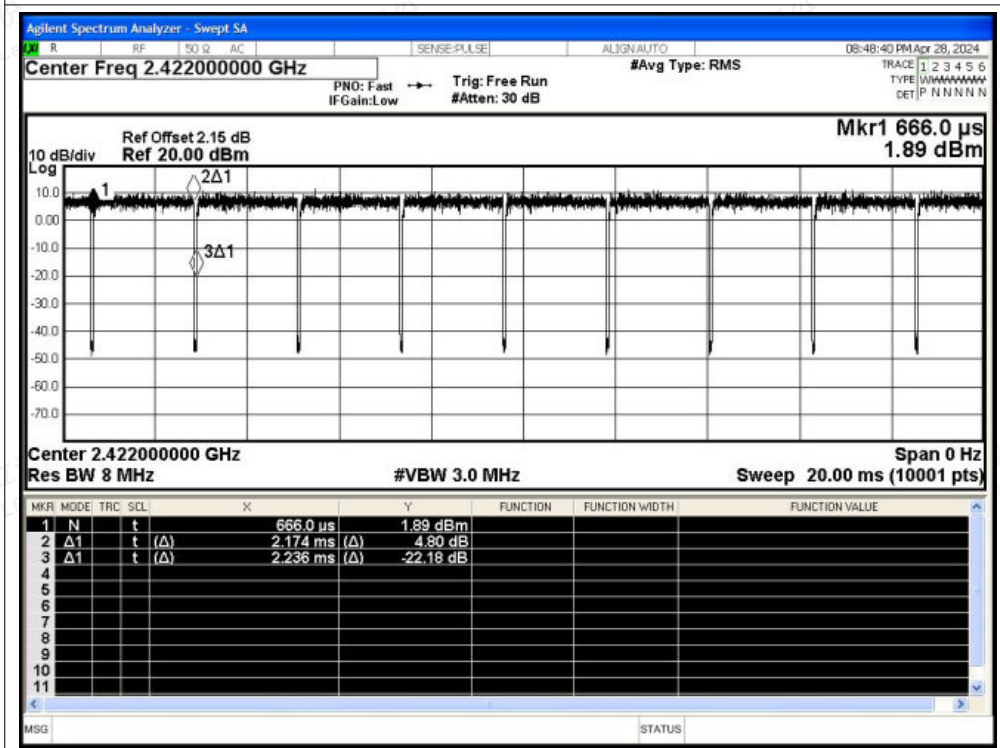 Agilent Spectrum Analyzer - Swept SA
LXI R RF 50 Ω AC SENSE:PULSE ALIGN AUTO 08:48:40 PM Apr 28, 2024
Center Freq 2.422000000 GHz #Avg Type: RMS TRACE 1 2 3 4 5 6
PNO: Fast Trig: Free Run TYPE WWWWWW
IFGain:Low #Atten: 30 dB DET P N N N N N
Mkr1 666.0 µs
Ref Offset 2.15 dB
10 dB/div Ref 20.00 dBm 1.89 dBm
Log
2Δ1
10.0
1
0.00
3Δ1
-10.0
-20.0
-30.0
-40.0
-50.0
-60.0
-70.0
Center 2.422000000 GHz Span 0 Hz
Res BW 8 MHz #VBW 3.0 MHz Sweep 20.00 ms (10001 pts)
MKR MODE TRC SCL X Y FUNCTION FUNCTION WIDTH FUNCTION VALUE
1 N t 666.0 µs 1.89 dBm
2 Δ1 t (Δ) 2.174 ms (Δ) 4.80 dB
3 Δ1 t (Δ) 2.236 ms (Δ) -22.18 dB
4
5
6
7
8
9
10
11
MSG STATUS